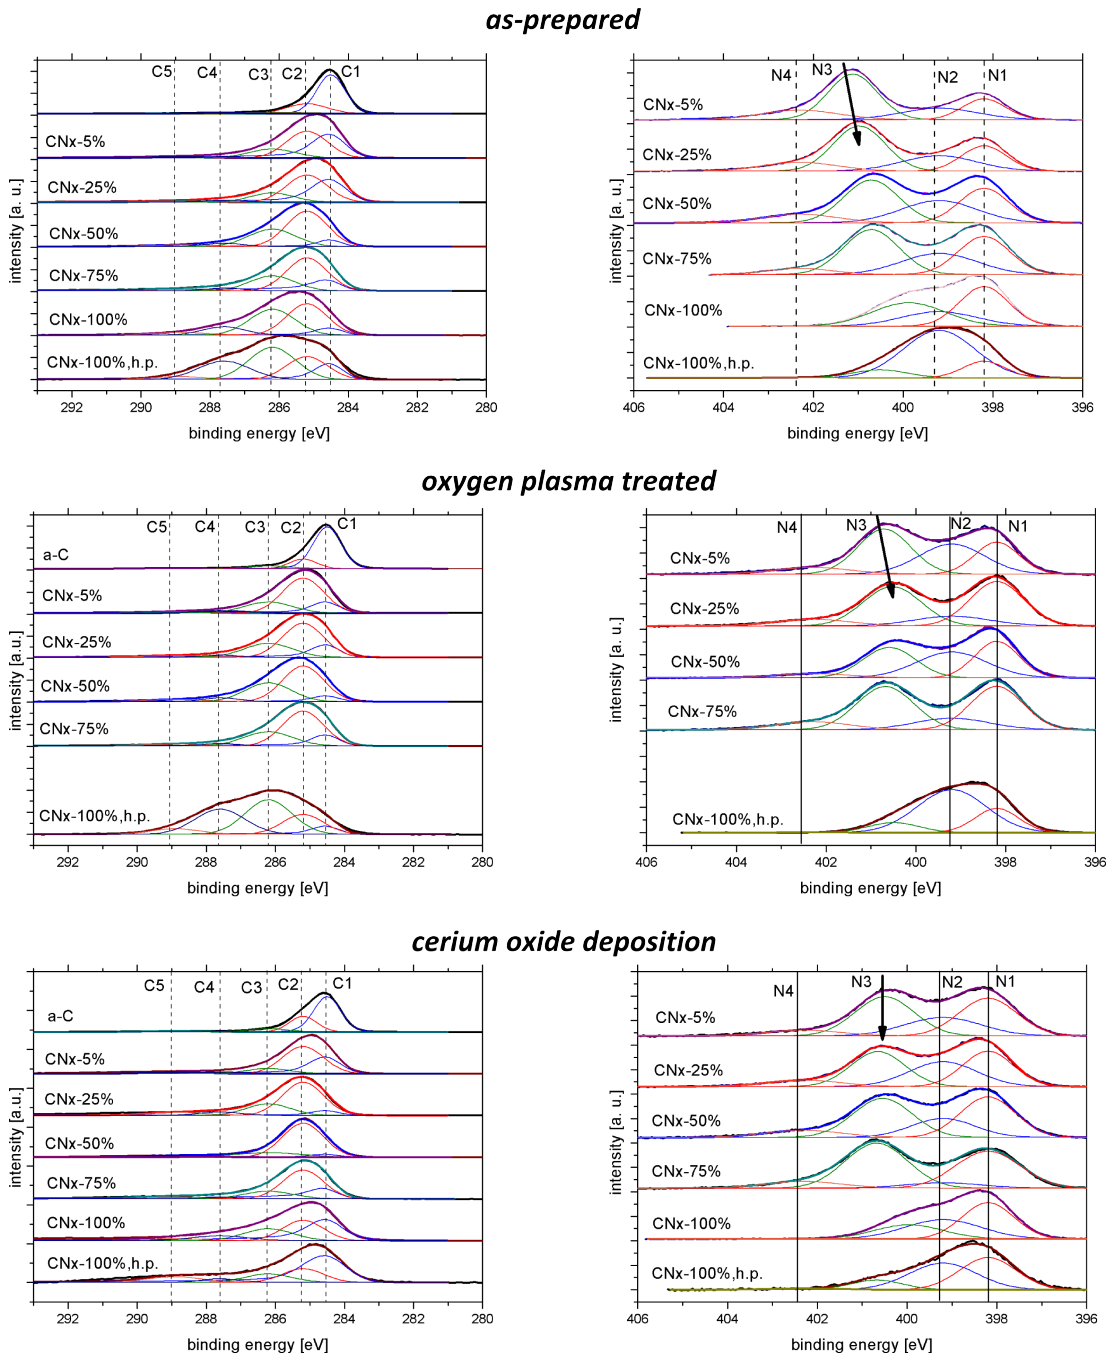 as-prepared
C5 C4 C3 C2 C1
CNx-5%
CNx-25%
CNx-50%
CNx-75%
CNx-100%
CNx-100%,h.p.
intensity [a. u.]
292 290 288 286 284 282 280
binding energy [eV]
N4 N3 N2 N1
CNx-5%
CNx-25%
CNx-50%
CNx-75%
CNx-100%
CNx-100%,h.p.
intensity [a. u.]
406 404 402 400 398 396
binding energy [eV]
oxygen plasma treated
C5 C4 C3 C2 C1
a-C
CNx-5%
CNx-25%
CNx-50%
CNx-75%
CNx-100%,h.p.
intensity [a.u.]
292 290 288 286 284 282 280
binding energy [eV]
N4 N3 N2 N1
CNx-5%
CNx-25%
CNx-50%
CNx-75%
CNx-100%,h.p.
intensity [a. u.]
406 404 402 400 398 396
binding energy [eV]
cerium oxide deposition
C5 C4 C3 C2 C1
a-C
CNx-5%
CNx-25%
CNx-50%
CNx-75%
CNx-100%
CNx-100%,h.p.
intensity [a.u.]
292 290 288 286 284 282 280
binding energy [eV]
N4 N3 N2 N1
CNx-5%
CNx-25%
CNx-50%
CNx-75%
CNx-100%
CNx-100%,h.p.
intensity [a. u.]
406 404 402 400 398 396
binding energy [eV]